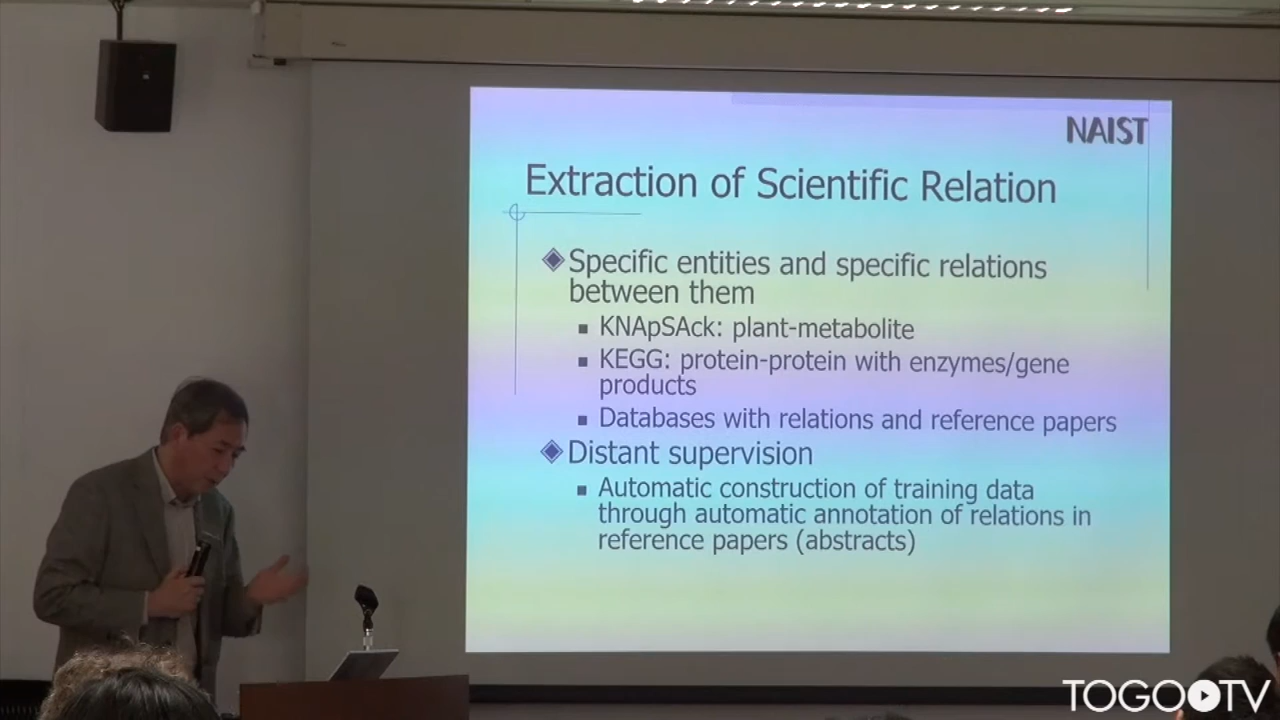 NAIST
Extraction of Scientific Relation
Specific entities and specific relations
between them
KNApSAck: plant-metabolite
KEGG: protein-protein with enzymes/gene
products
Databases with relations and reference papers
Distant supervision
Automatic construction of training data
through automatic annotation of relations in
reference papers (abstracts)
TOGO TV